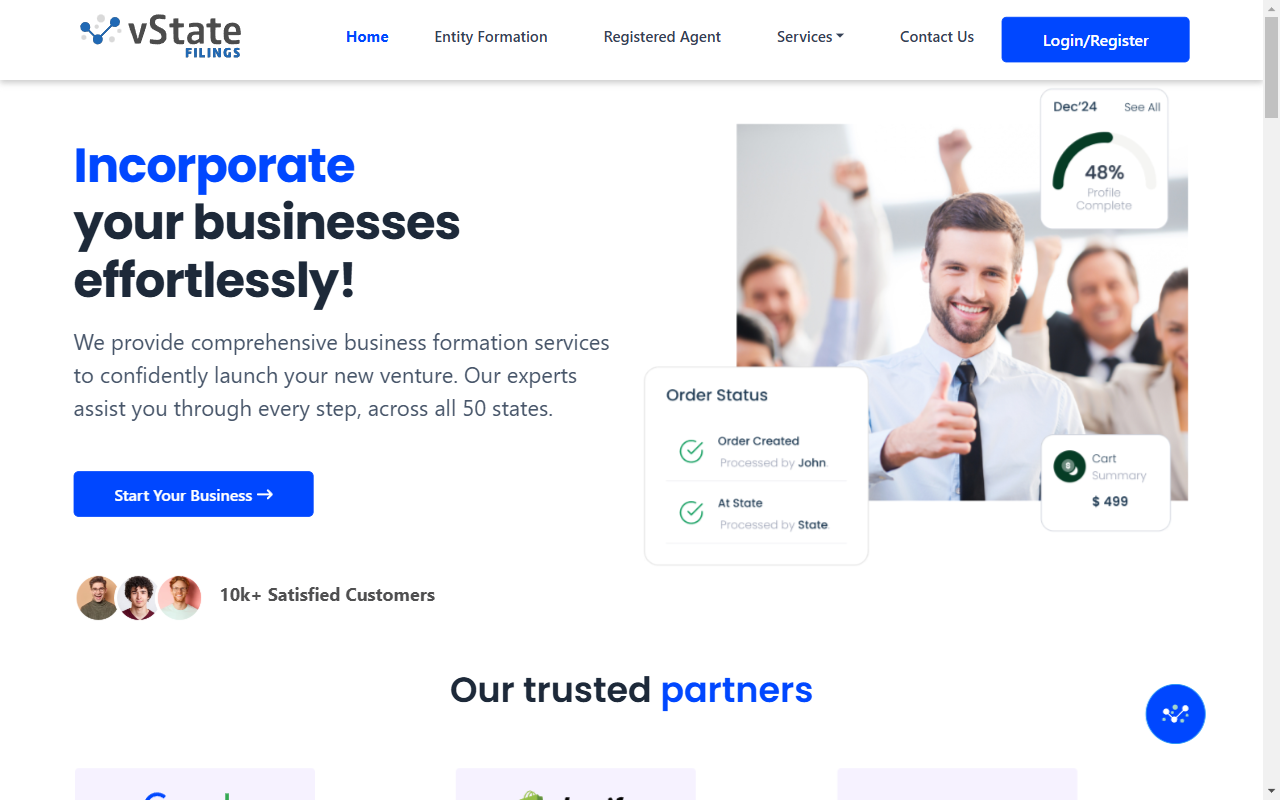 vState
FILINGS
Home
Entity Formation
Registered Agent
Services
Contact Us
Login/Register
Incorporate
your businesses
effortlessly!
We provide comprehensive business formation services
to confidently launch your new venture. Our experts
assist you through every step, across all 50 states.
Start Your Business →
10k+ Satisfied Customers
Dec'24 See All
48%
Profile
Complete
Order Status
Order Created
Processed by John.
At State
Processed by State
Cart
Summary
$ 499
Our trusted partners